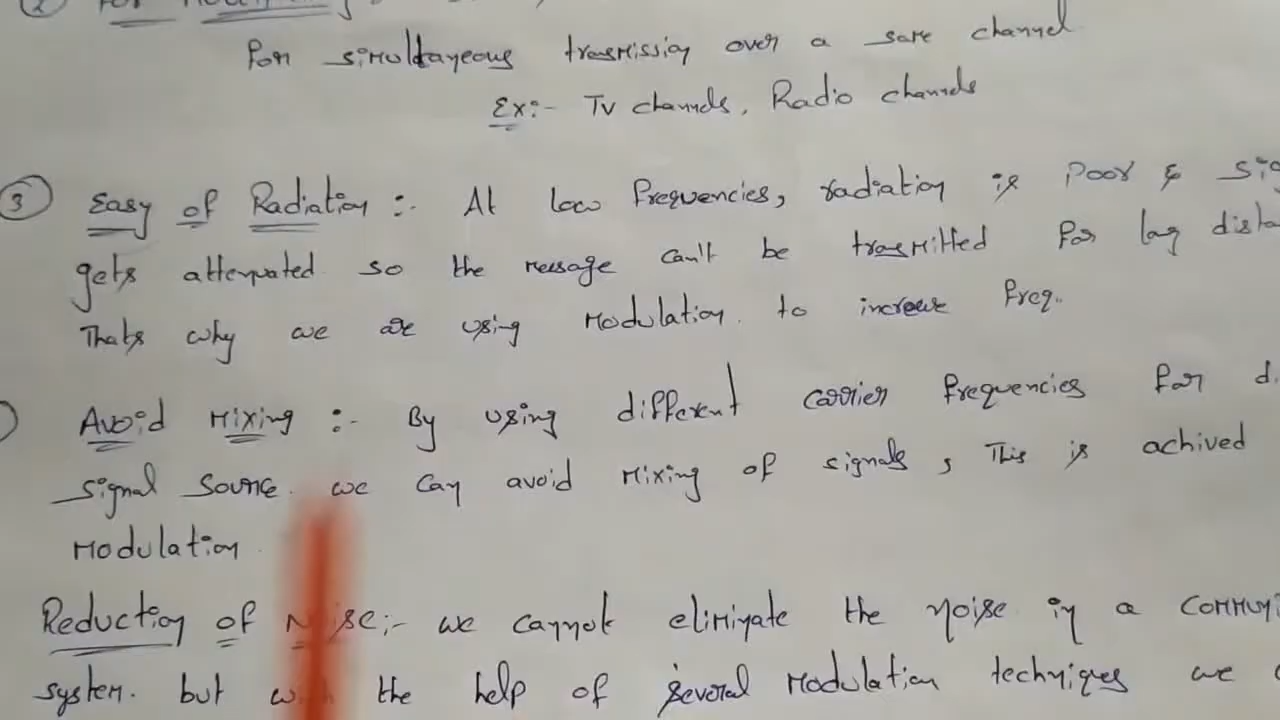 ②
for simultaneous transmission over a same channel
Ex:- TV channels, Radio channels
③ Easy of Radiation :- At low frequencies, radiation is Poor &
gets attenuated so the message can't be transmitted for long
Thats why we are using Modulation. to increase freq.
Avoid Mixing :- By using different carrier frequencies for
signal source. we can avoid Mixing of signals, This is achived
Modulation.
Reduction of Noise:- we cannot eliminate the noise in a
system. but with the help of several Modulation techniques we